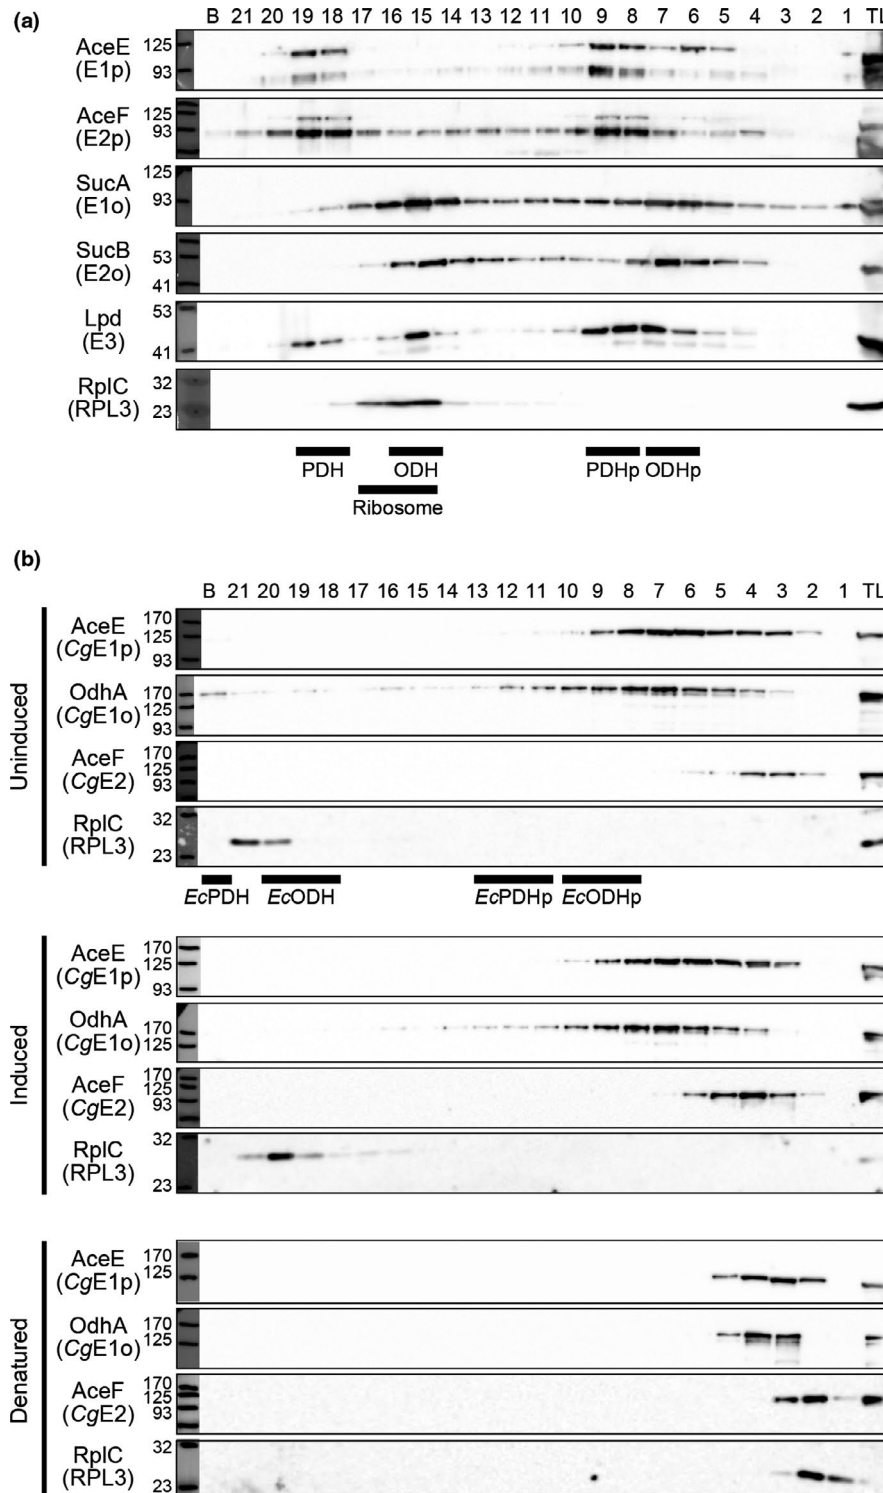 (a)
B 21 20 19 18 17 16 15 14 13 12 11 10 9 8 7 6 5 4 3 2 1 TL
AceE
(E1p)
125
93
AceF
(E2p)
125
93
SucA
(E1o)
125
93
SucB
(E2o)
53
41
Lpd
(E3)
53
41
RplC
(RPL3)
32
23
PDH ODH PDHp ODHp
Ribosome
(b)
B 21 20 19 18 17 16 15 14 13 12 11 10 9 8 7 6 5 4 3 2 1 TL
Uninduced
AceE
(CgE1p)
170
125
93
OdhA
(CgE1o)
170
125
93
AceF
(CgE2)
170
125
93
RplC
(RPL3)
32
23
EcPDH EcODH EcPDHp EcODHp
Induced
AceE
(CgE1p)
170
125
93
OdhA
(CgE1o)
170
125
AceF
(CgE2)
170
125
93
RplC
(RPL3)
32
23
Denatured
AceE
(CgE1p)
170
125
OdhA
(CgE1o)
170
125
AceF
(CgE2)
170
125
93
RplC
(RPL3)
32
23